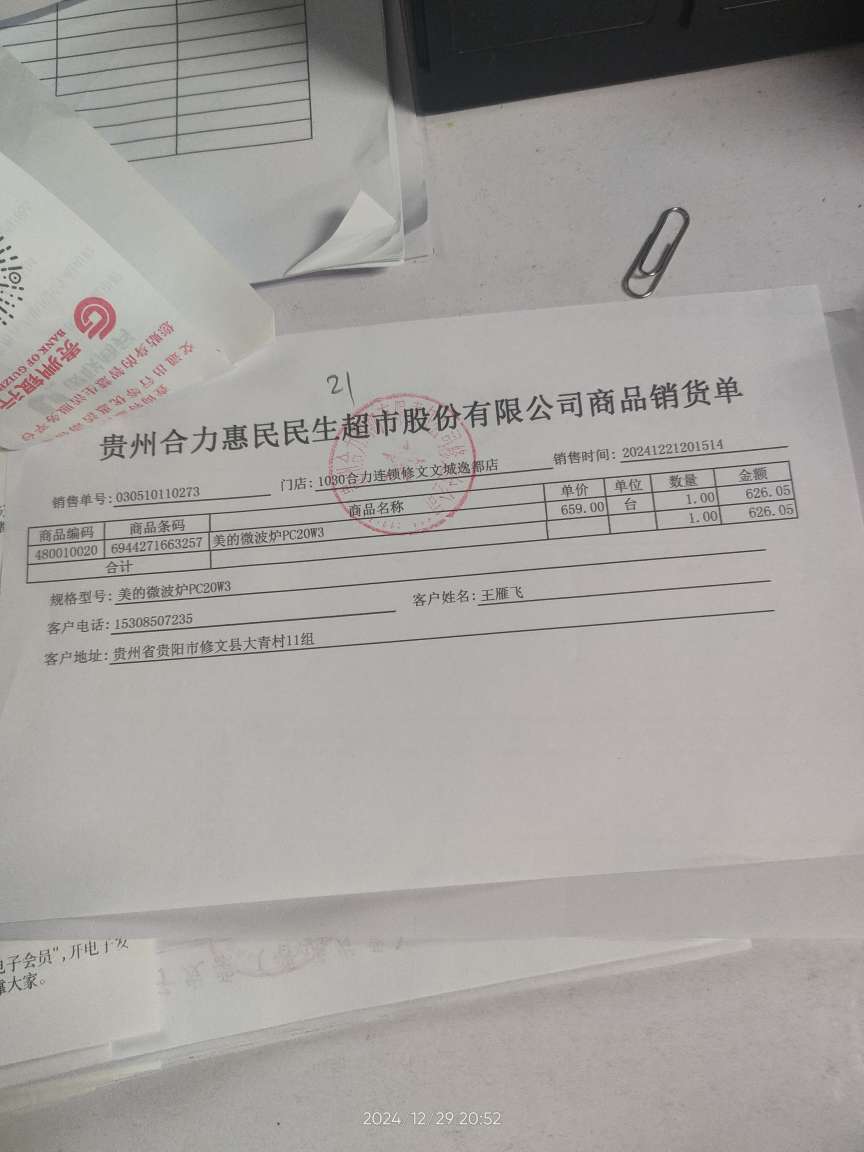 贵州银行
BANK OF GUIZ
21
贵州合力惠民民生超市股份有限公司商品销货单
销售单号:030510110273 门店:1030合力连锁修文文城逸都店 销售时间:20241221201514
商品编码 商品条码 商品名称 单价 单位 数量 金额
480010020 6944271663257 美的微波炉PC20W3 659.00 台 1.00 626.05
合计 1.00 626.05
规格型号:美的微波炉PC20W3
客户电话:15308507235 客户姓名:王雁飞
客户地址:贵州省贵阳市修文县大青村11组
电子会员",开电子发
大家。
2024 12 29 20:52